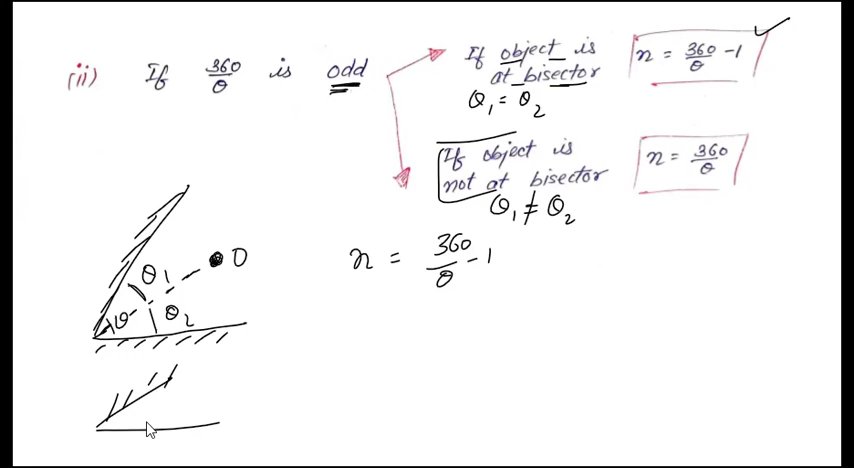 (ii) If 360/θ is odd
If object is
at bisector
θ₁ = θ₂
n = 360/θ - 1
If object is
not at bisector
θ₁ ≠ θ₂
n = 360/θ
n = 360/θ - 1
θ₁
O
θ
θ₂